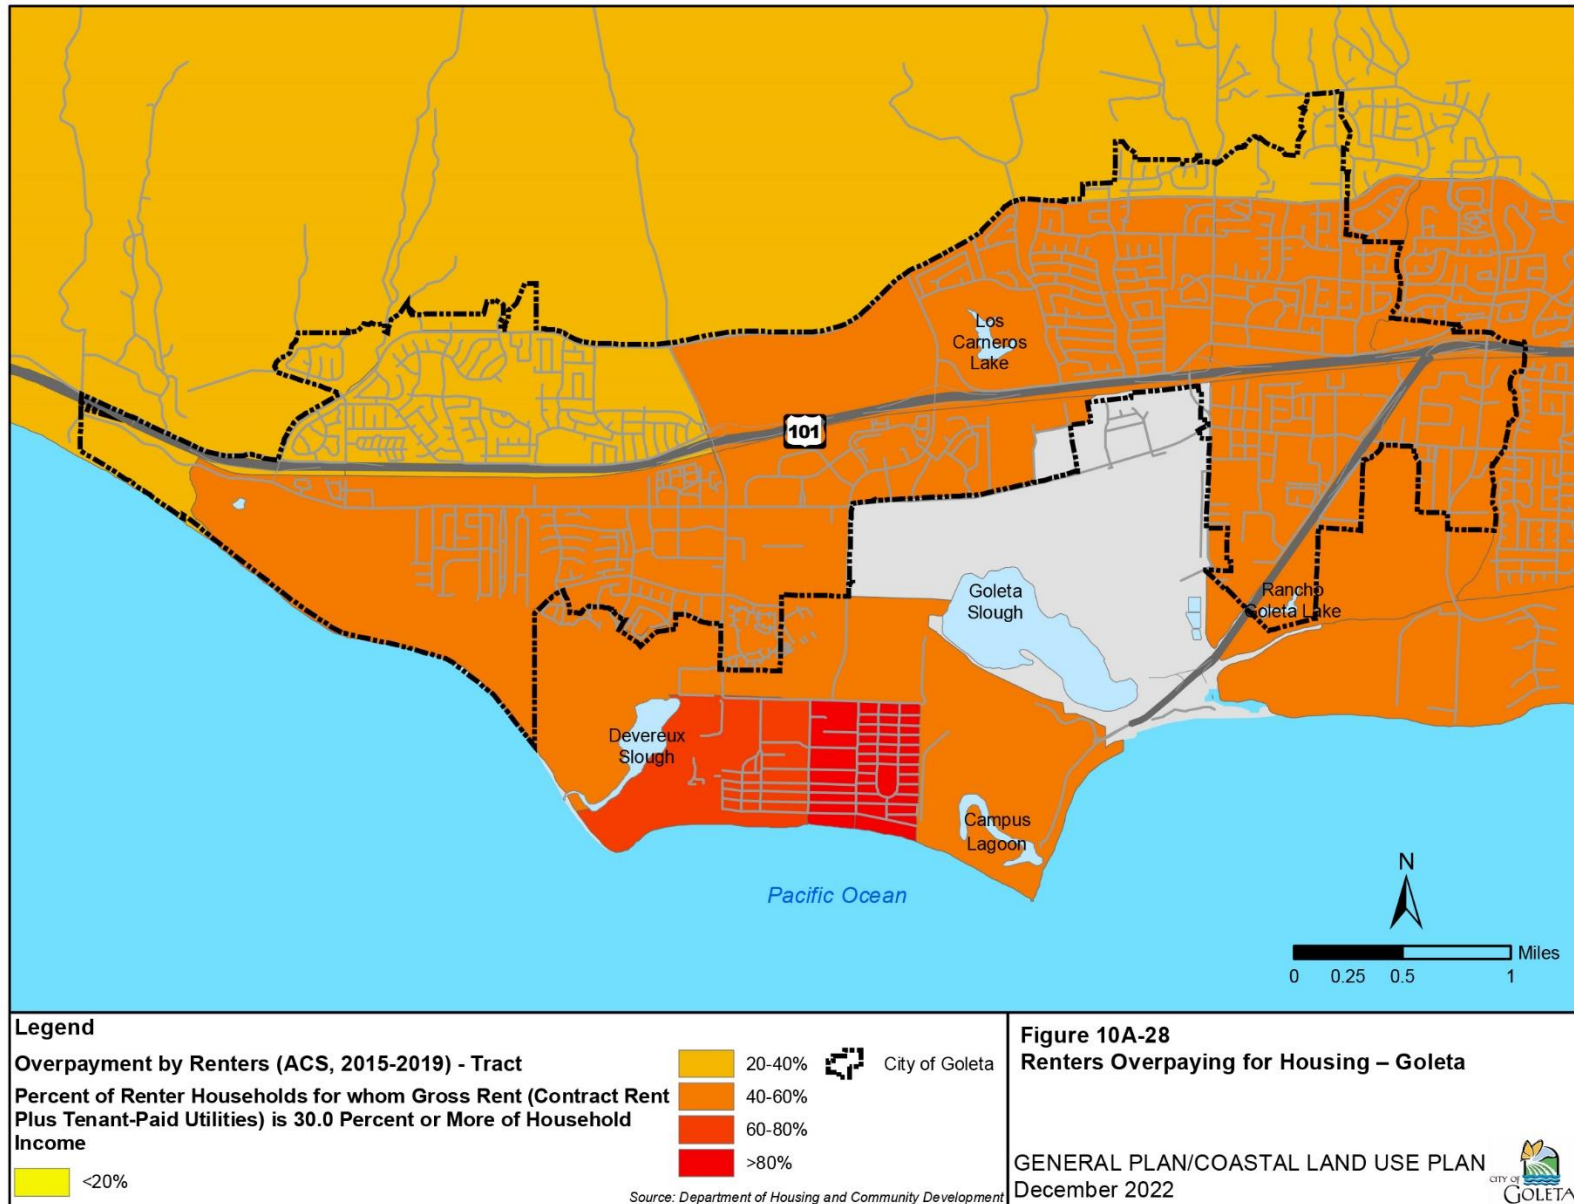 Los
Carneros
Lake
101
Goleta
Slough
Rancho
Goleta Lake
Devereux
Slough
Campus
Lagoon
Pacific Ocean
N
Miles
0 0.25 0.5 1
Legend
Overpayment by Renters (ACS, 2015-2019) - Tract
Percent of Renter Households for whom Gross Rent (Contract Rent
Plus Tenant-Paid Utilities) is 30.0 Percent or More of Household
Income
<20%
20-40%
40-60%
60-80%
>80%
City of Goleta
Source: Department of Housing and Community Development
Figure 10A-28
Renters Overpaying for Housing – Goleta
GENERAL PLAN/COASTAL LAND USE PLAN
December 2022
CITY OF
GOLETA